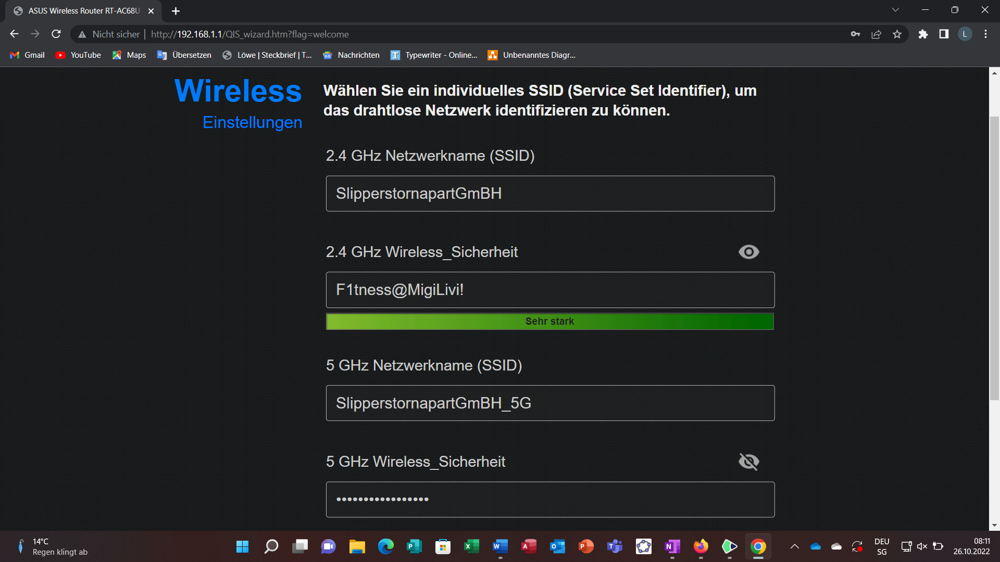 ASUS Wireless Router RT-AC68U
Nicht sicher | http://192.168.1.1/QIS_wizard.htm?flag=welcome
L
Gmail YouTube Maps Übersetzen Löwe | Steckbrief | T... Nachrichten Typewriter - Online... Unbenanntes Diagr...
Wireless
Einstellungen
Wählen Sie ein individuelles SSID (Service Set Identifier), um
das drahtlose Netzwerk identifizieren zu können.
2.4 GHz Netzwerkname (SSID)
SlipperstornapartGmBH
2.4 GHz Wireless_Sicherheit
F1tness@MigiLivi!
Sehr stark
5 GHz Netzwerkname (SSID)
SlipperstornapartGmBH_5G
5 GHz Wireless_Sicherheit
•••••••••••••••••
14°C
Regen klingt ab
DEU
SG
08:11
26.10.2022